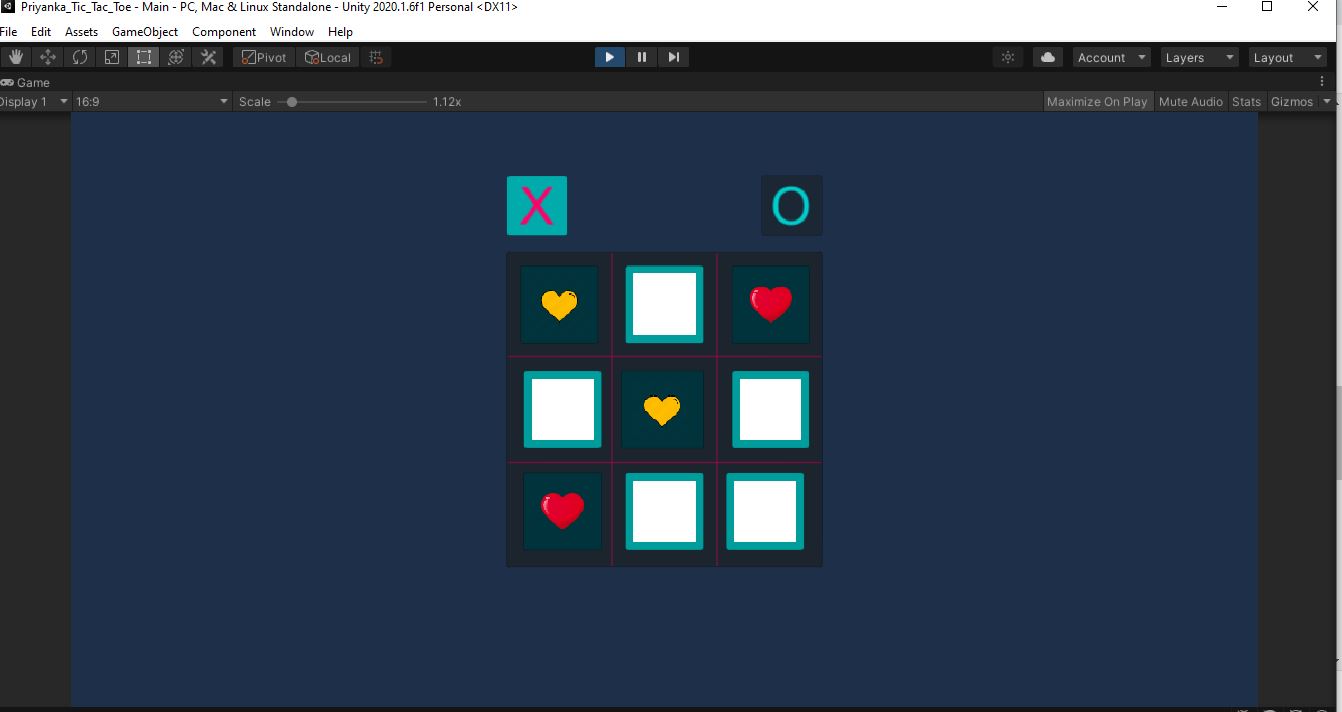 Priyanka_Tic_Tac_Toe - Main - PC, Mac & Linux Standalone - Unity 2020.1.6f1 Personal <DX11>
File Edit Assets GameObject Component Window Help
Pivot Local Account Layers Layout
Game
Display 1 16:9 Scale 1.12x Maximize On Play Mute Audio Stats Gizmos
X O